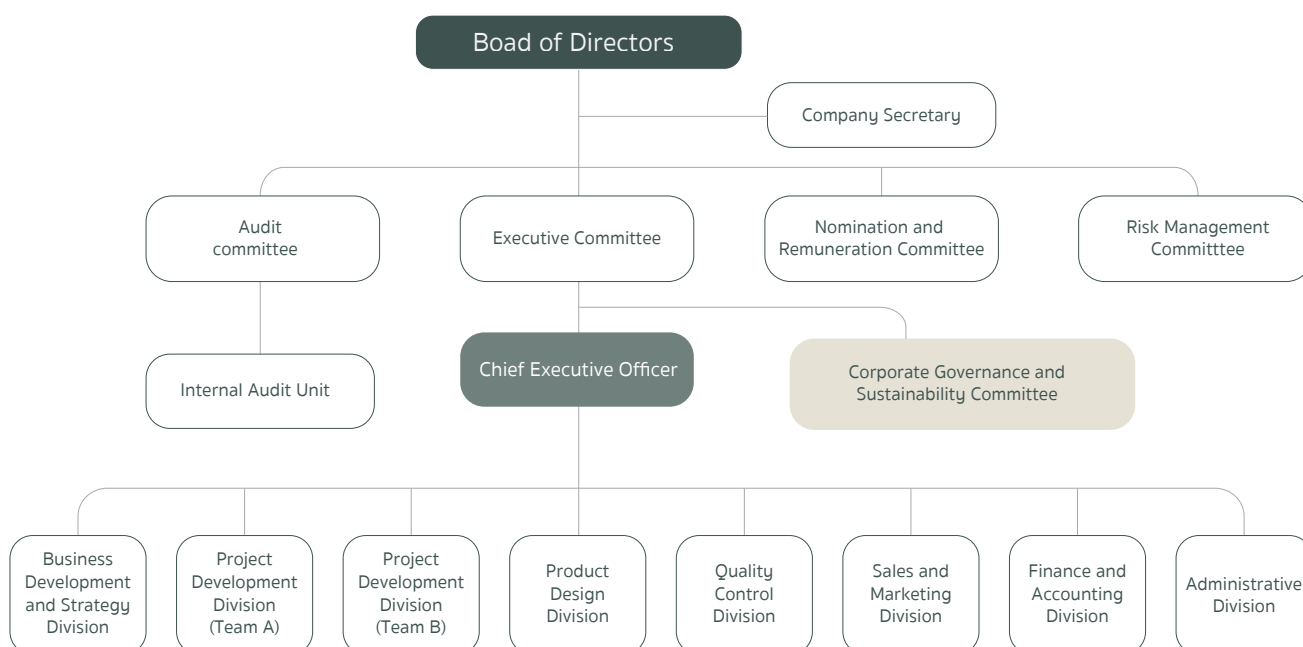 Boad of Directors
Company Secretary
Audit
committee
Executive Committee
Nomination and
Remuneration Committee
Risk Management
Committtee
Internal Audit Unit
Chief Executive Officer
Corporate Governance and
Sustainability Committee
Business
Development
and Strategy
Division
Project
Development
Division
(Team A)
Project
Development
Division
(Team B)
Product
Design
Division
Quality
Control
Division
Sales and
Marketing
Division
Finance and
Accounting
Division
Administrative
Division